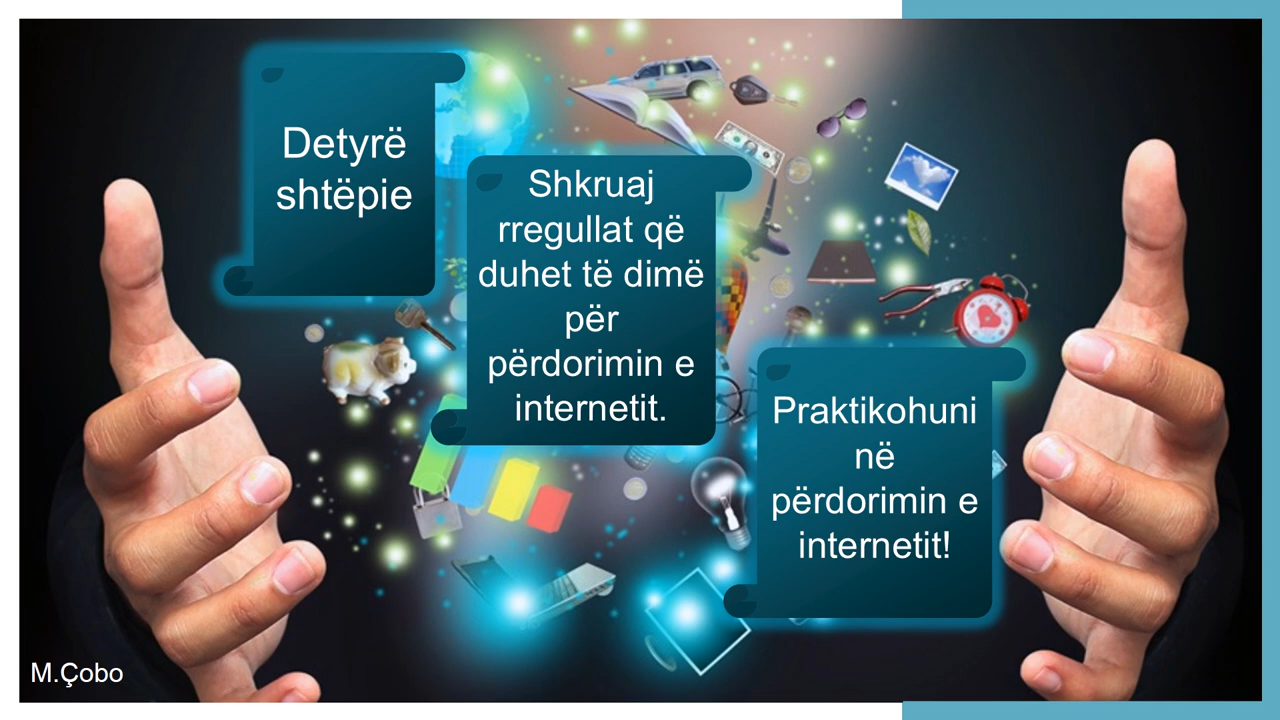 Detyrë
shtëpie
Shkruaj
rregullat që
duhet të dimë
për
përdorimin e
internetit.
Praktikohuni
në
përdorimin e
internetit!
M.Çobo